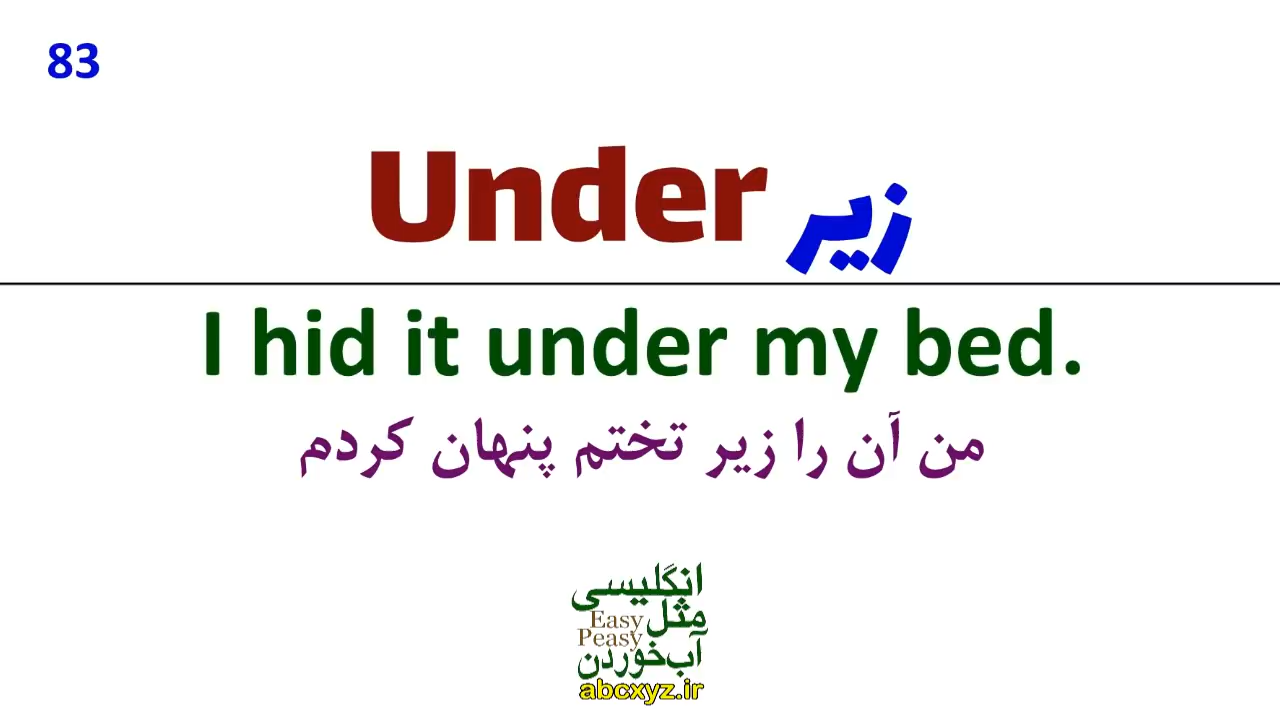 83
Under زیر
I hid it under my bed.
من آن را زیر تختم پنهان کردم
انگلیسی
مثل Easy
Peasy
آب‌خوردن
abcxyz.ir